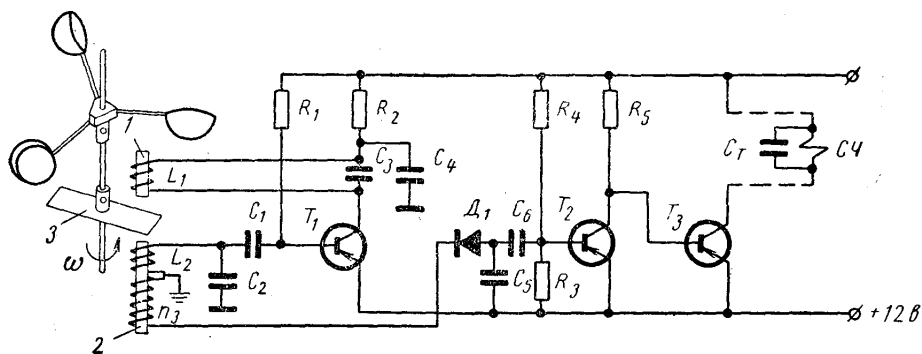 1
R₁
R₂
R₄
R₅
C₃
C₄
Cт
СЧ
L₁
C₁
T₁
Д₁
C₆
T₂
T₃
3
ω
L₂
C₂
C₅
R₃
n₃
2
+12 В